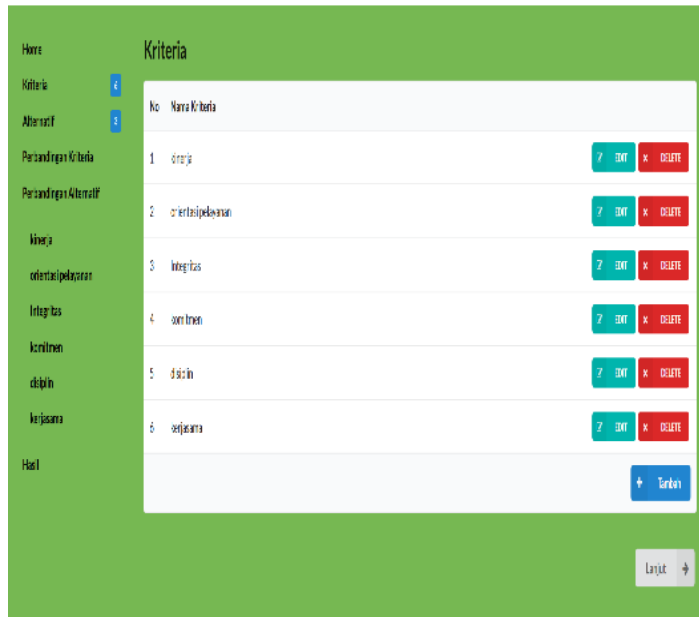 Home
Kriteria 6
Alternatif
Perbandingan Kriteria
Perbandingan Alternatif
kinerja
orientasi pelayanan
Integritas
komitmen
disiplin
kerjasama
Hasil
Kriteria
No Nama Kriteria
1 kinerja EDIT × DELETE
2 orientasi pelayanan EDIT × DELETE
3 Integritas EDIT × DELETE
4 komitmen EDIT × DELETE
5 disiplin EDIT × DELETE
6 kerjasama EDIT × DELETE
+ Tambah
Lanjut →